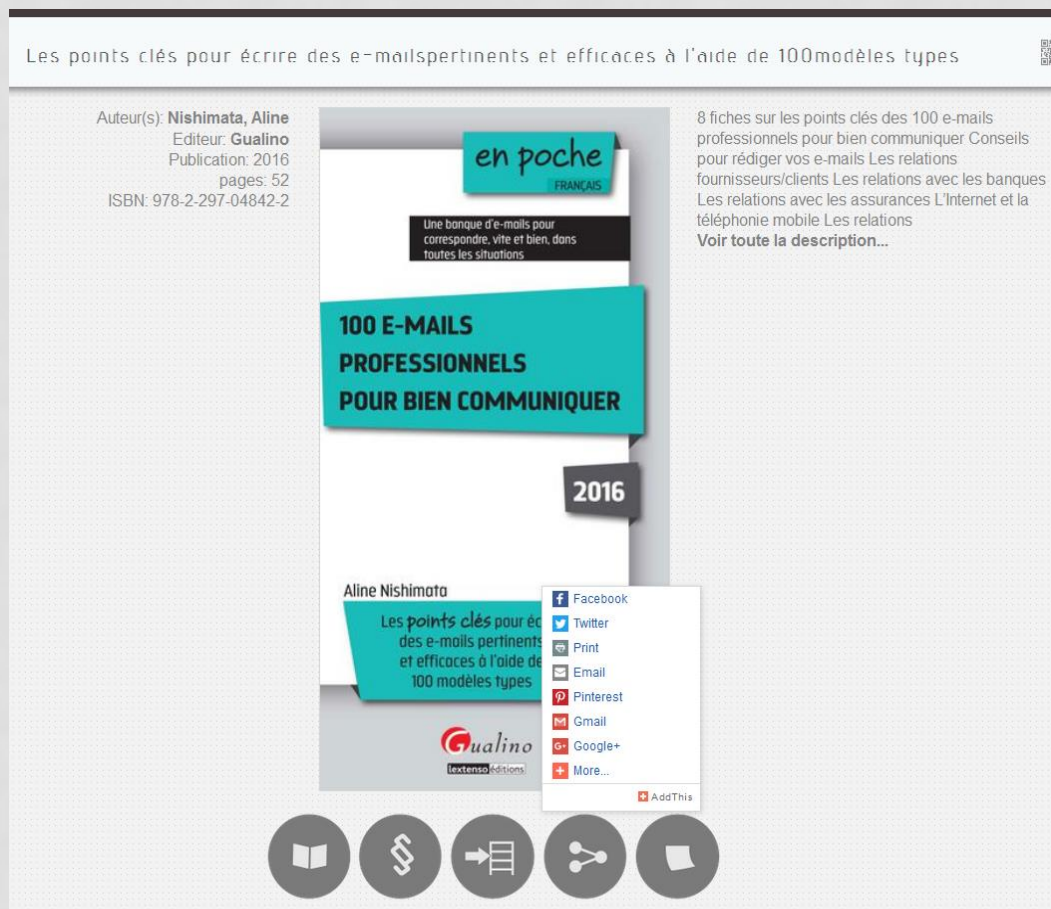 Les points clés pour écrire des e-mailspertinents et efficaces à l'aide de 100modèles types
Auteur(s): Nishimata, Aline
Editeur: Gualino
Publication: 2016
pages: 52
ISBN: 978-2-297-04842-2
en poche
FRANÇAIS
Une banque d'e-mails pour
correspondre, vite et bien, dans
toutes les situations
100 E-MAILS
PROFESSIONNELS
POUR BIEN COMMUNIQUER
2016
Aline Nishimata
Les points clés pour éc
des e-mails pertinents
et efficaces à l'aide de
100 modèles types
Gualino
lextenso éditions
8 fiches sur les points clés des 100 e-mails
professionnels pour bien communiquer Conseils
pour rédiger vos e-mails Les relations
fournisseurs/clients Les relations avec les banques
Les relations avec les assurances L'Internet et la
téléphonie mobile Les relations
Voir toute la description...
Facebook
Twitter
Print
Email
Pinterest
Gmail
Google+
More...
AddThis
§